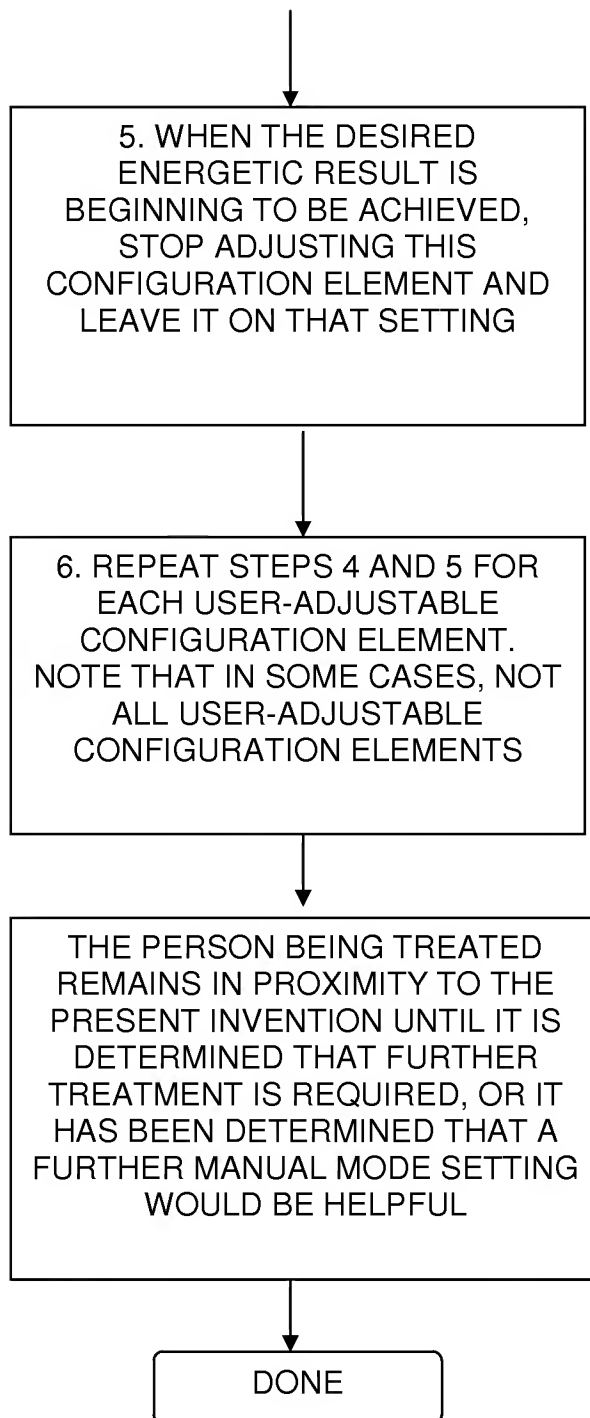 5. WHEN THE DESIRED
ENERGETIC RESULT IS
BEGINNING TO BE ACHIEVED,
STOP ADJUSTING THIS
CONFIGURATION ELEMENT AND
LEAVE IT ON THAT SETTING
6. REPEAT STEPS 4 AND 5 FOR
EACH USER-ADJUSTABLE
CONFIGURATION ELEMENT.
NOTE THAT IN SOME CASES, NOT
ALL USER-ADJUSTABLE
CONFIGURATION ELEMENTS
THE PERSON BEING TREATED
REMAINS IN PROXIMITY TO THE
PRESENT INVENTION UNTIL IT IS
DETERMINED THAT FURTHER
TREATMENT IS REQUIRED, OR IT
HAS BEEN DETERMINED THAT A
FURTHER MANUAL MODE SETTING
WOULD BE HELPFUL
DONE